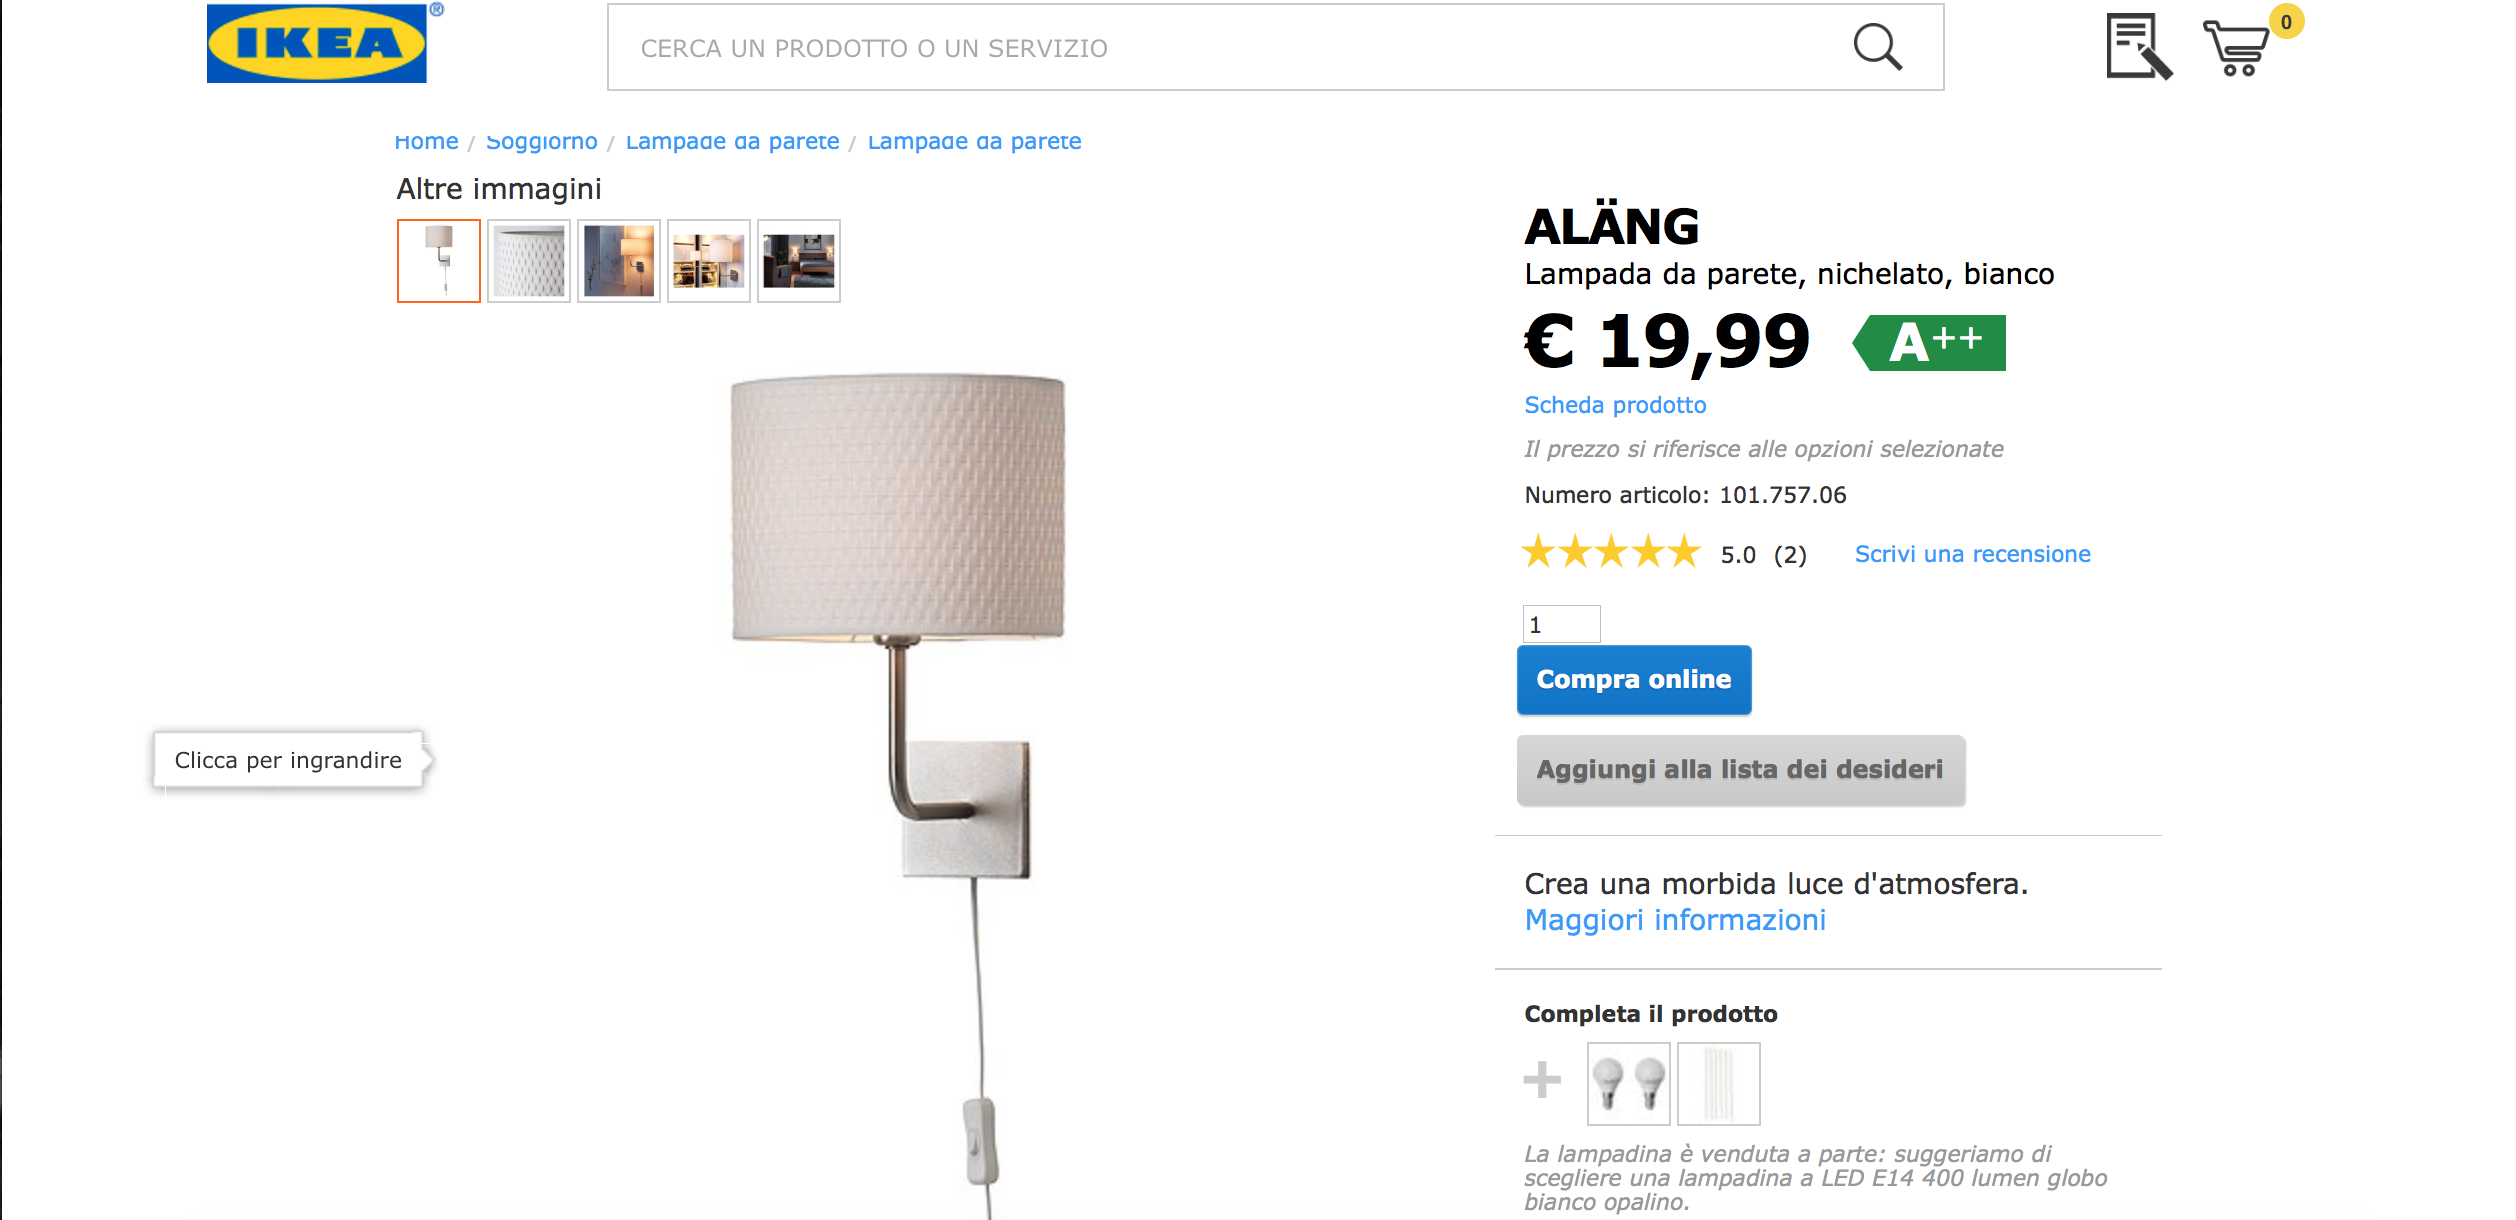 IKEA®
CERCA UN PRODOTTO O UN SERVIZIO
0
Home / Soggiorno / Lampade da parete / Lampade da parete
Altre immagini
ALÄNG
Lampada da parete, nichelato, bianco
€ 19,99 A++
Scheda prodotto
Il prezzo si riferisce alle opzioni selezionate
Numero articolo: 101.757.06
5.0 (2) Scrivi una recensione
1
Compra online
Clicca per ingrandire
Aggiungi alla lista dei desideri
Crea una morbida luce d'atmosfera.
Maggiori informazioni
Completa il prodotto
+
La lampadina è venduta a parte: suggeriamo di
scegliere una lampadina a LED E14 400 lumen globo
bianco opalino.